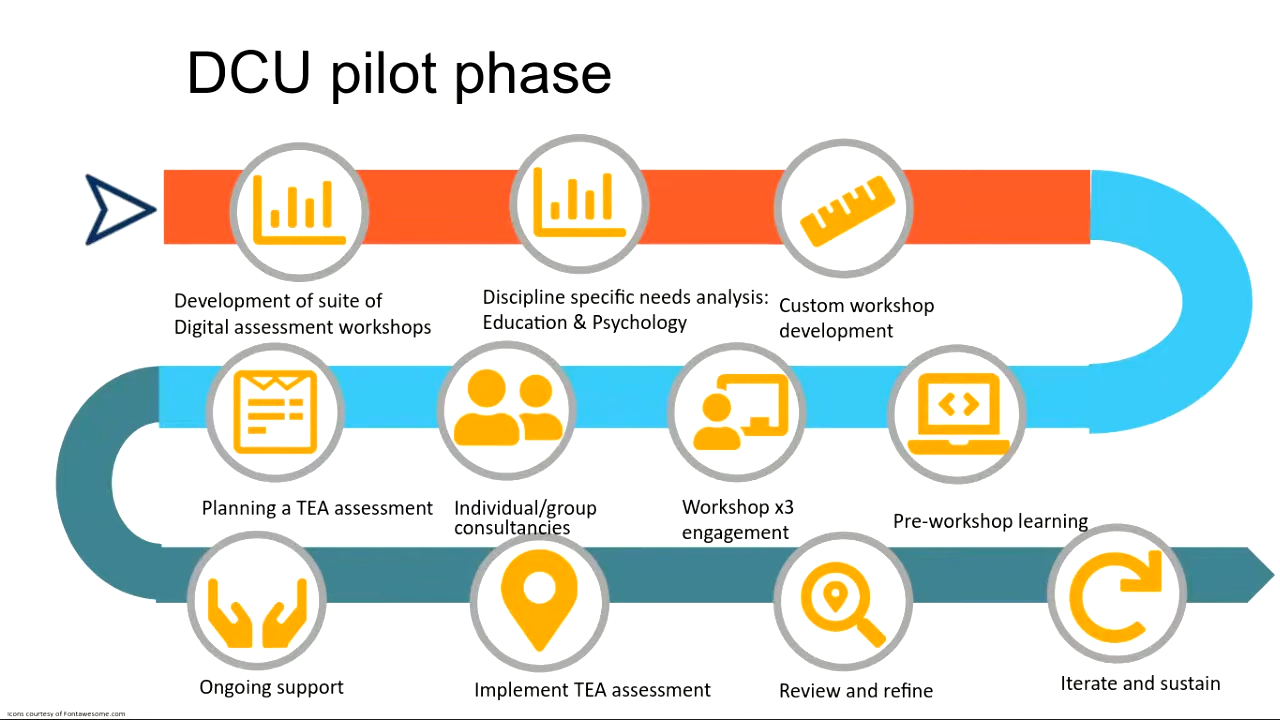 DCU pilot phase
Development of suite of
Digital assessment workshops
Discipline specific needs analysis:
Education & Psychology
Custom workshop
development
Planning a TEA assessment
Individual/group
consultancies
Workshop x3
engagement
Pre-workshop learning
Ongoing support
Implement TEA assessment
Review and refine
Iterate and sustain
Icons courtesy of Fontawesome.com